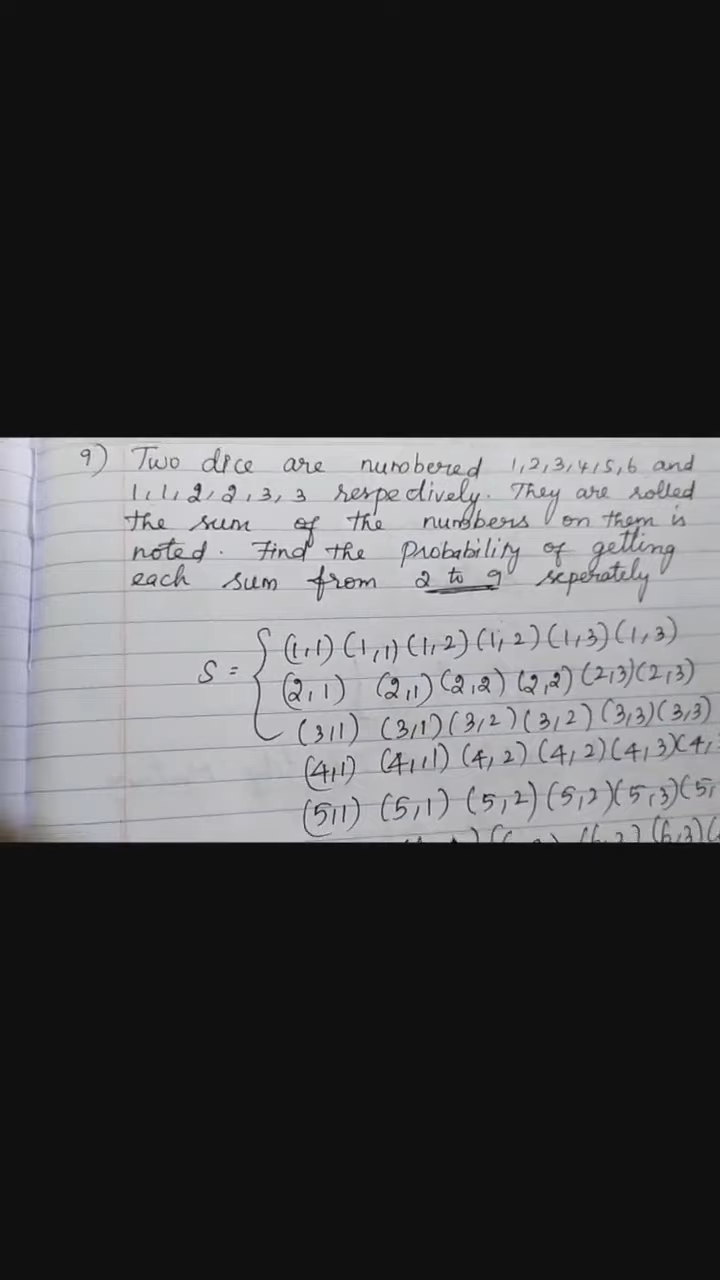 9) Two dice are numbered 1,2,3,4,5,6 and
1,1,2,2,3,3 respectively. They are rolled
the sum of the numbers on them is
noted. Find the Probability of getting
each sum from 2 to 9 seperately
S = { (1,1) (1,1) (1,2) (1,2) (1,3) (1,3)
(2,1) (2,1) (2,2) (2,2) (2,3) (2,3)
(3,1) (3,1) (3,2) (3,2) (3,3) (3,3)
(4,1) (4,1) (4,2) (4,2) (4,3) (4,
(5,1) (5,1) (5,2) (5,2) (5,3) (5,
(6,3) (